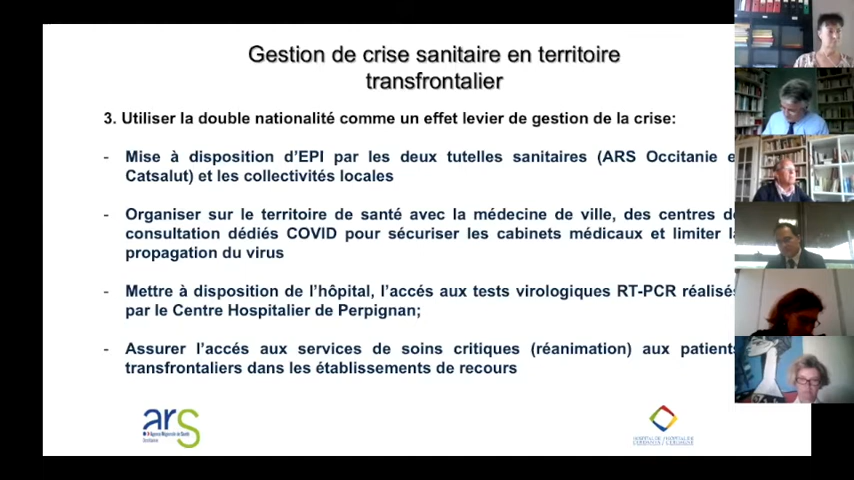 Gestion de crise sanitaire en territoire
transfrontalier
3. Utiliser la double nationalité comme un effet levier de gestion de la crise:
- Mise à disposition d'EPI par les deux tutelles sanitaires (ARS Occitanie e
Catsalut) et les collectivités locales
- Organiser sur le territoire de santé avec la médecine de ville, des centres d
consultation dédiés COVID pour sécuriser les cabinets médicaux et limiter l
propagation du virus
- Mettre à disposition de l'hôpital, l'accés aux tests virologiques RT-PCR réalisés
par le Centre Hospitalier de Perpignan;
- Assurer l'accés aux services de soins critiques (réanimation) aux patients
transfrontaliers dans les établissements de recours
ars